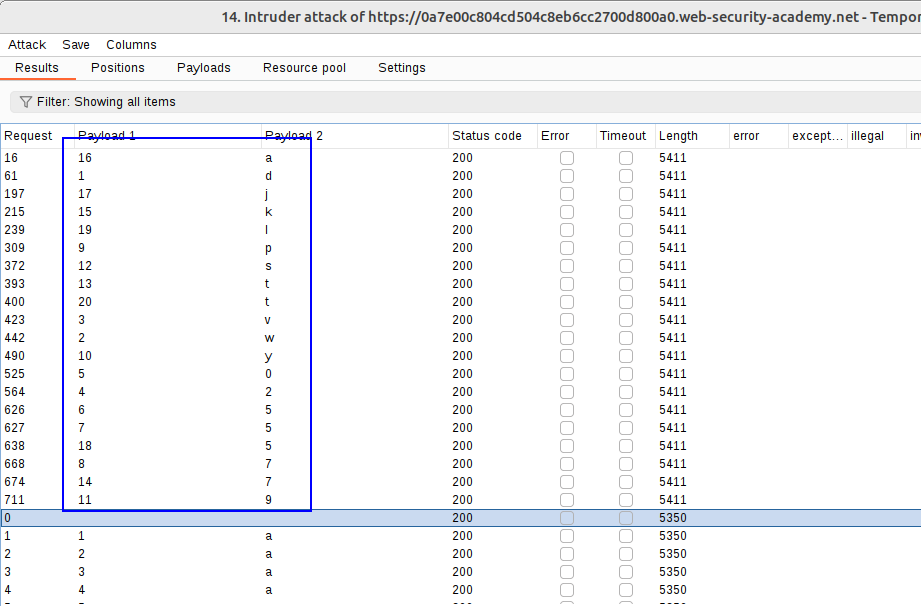 14. Intruder attack of https://0a7e00c804cd504c8eb6cc2700d800a0.web-security-academy.net - Tempor
Attack Save Columns
Results Positions Payloads Resource pool Settings
Filter: Showing all items
Request Payload 1 Payload 2 Status code Error Timeout Length error except... illegal
16 16 a 200 5411
61 1 d 200 5411
197 17 j 200 5411
215 15 k 200 5411
239 19 l 200 5411
309 9 p 200 5411
372 12 s 200 5411
393 13 t 200 5411
400 20 t 200 5411
423 3 v 200 5411
442 2 w 200 5411
490 10 y 200 5411
525 5 0 200 5411
564 4 2 200 5411
626 6 5 200 5411
627 7 5 200 5411
638 18 5 200 5411
668 8 7 200 5411
674 14 7 200 5411
711 11 9 200 5411
0 200 5350
1 1 a 200 5350
2 2 a 200 5350
3 3 a 200 5350
4 4 a 200 5350